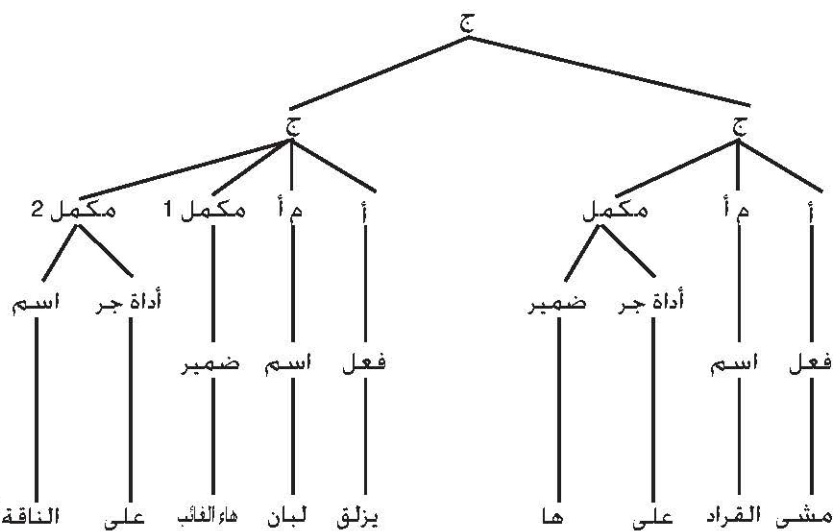 ج
ج ج
أ م أ مكمل أ م أ مكمل 1 مكمل 2
أداة جر ضمير أداة جر اسم
فعل اسم فعل اسم ضمير
مشى القراد على ها يزلق لبان هاء الغائب على الناقة